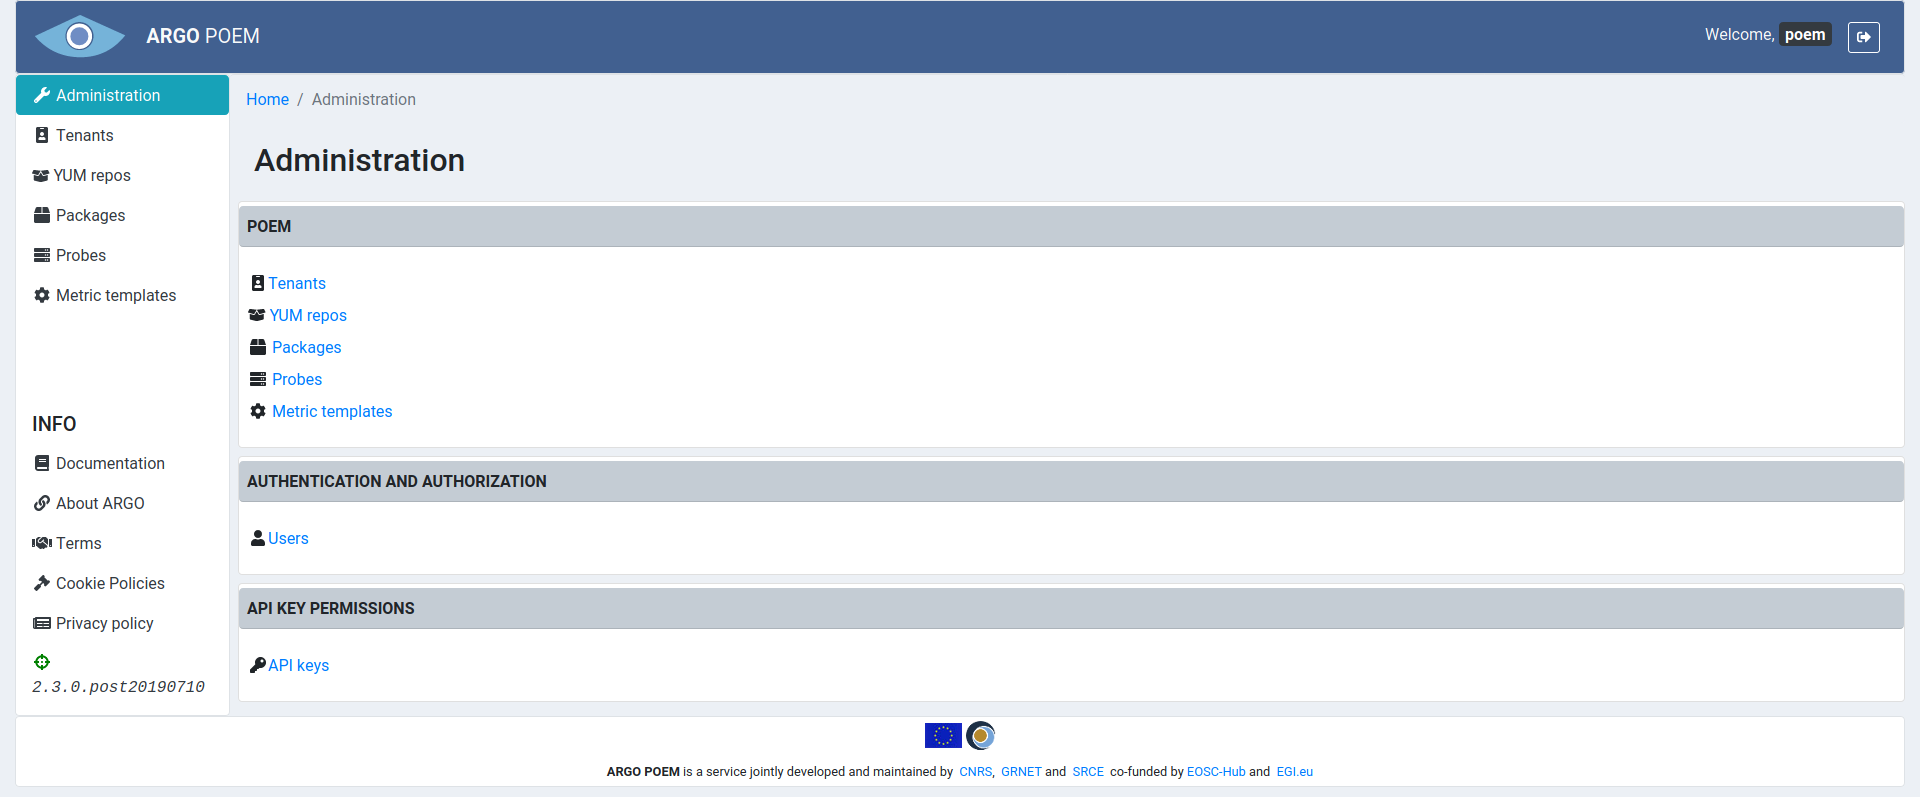 ARGO POEM
Welcome, poem
Administration
Tenants
YUM repos
Packages
Probes
Metric templates
INFO
Documentation
About ARGO
Terms
Cookie Policies
Privacy policy
2.3.0.post20190710
Home / Administration
Administration
POEM
Tenants
YUM repos
Packages
Probes
Metric templates
AUTHENTICATION AND AUTHORIZATION
Users
API KEY PERMISSIONS
API keys
ARGO POEM is a service jointly developed and maintained by CNRS, GRNET and SRCE co-funded by EOSC-Hub and EGI.eu